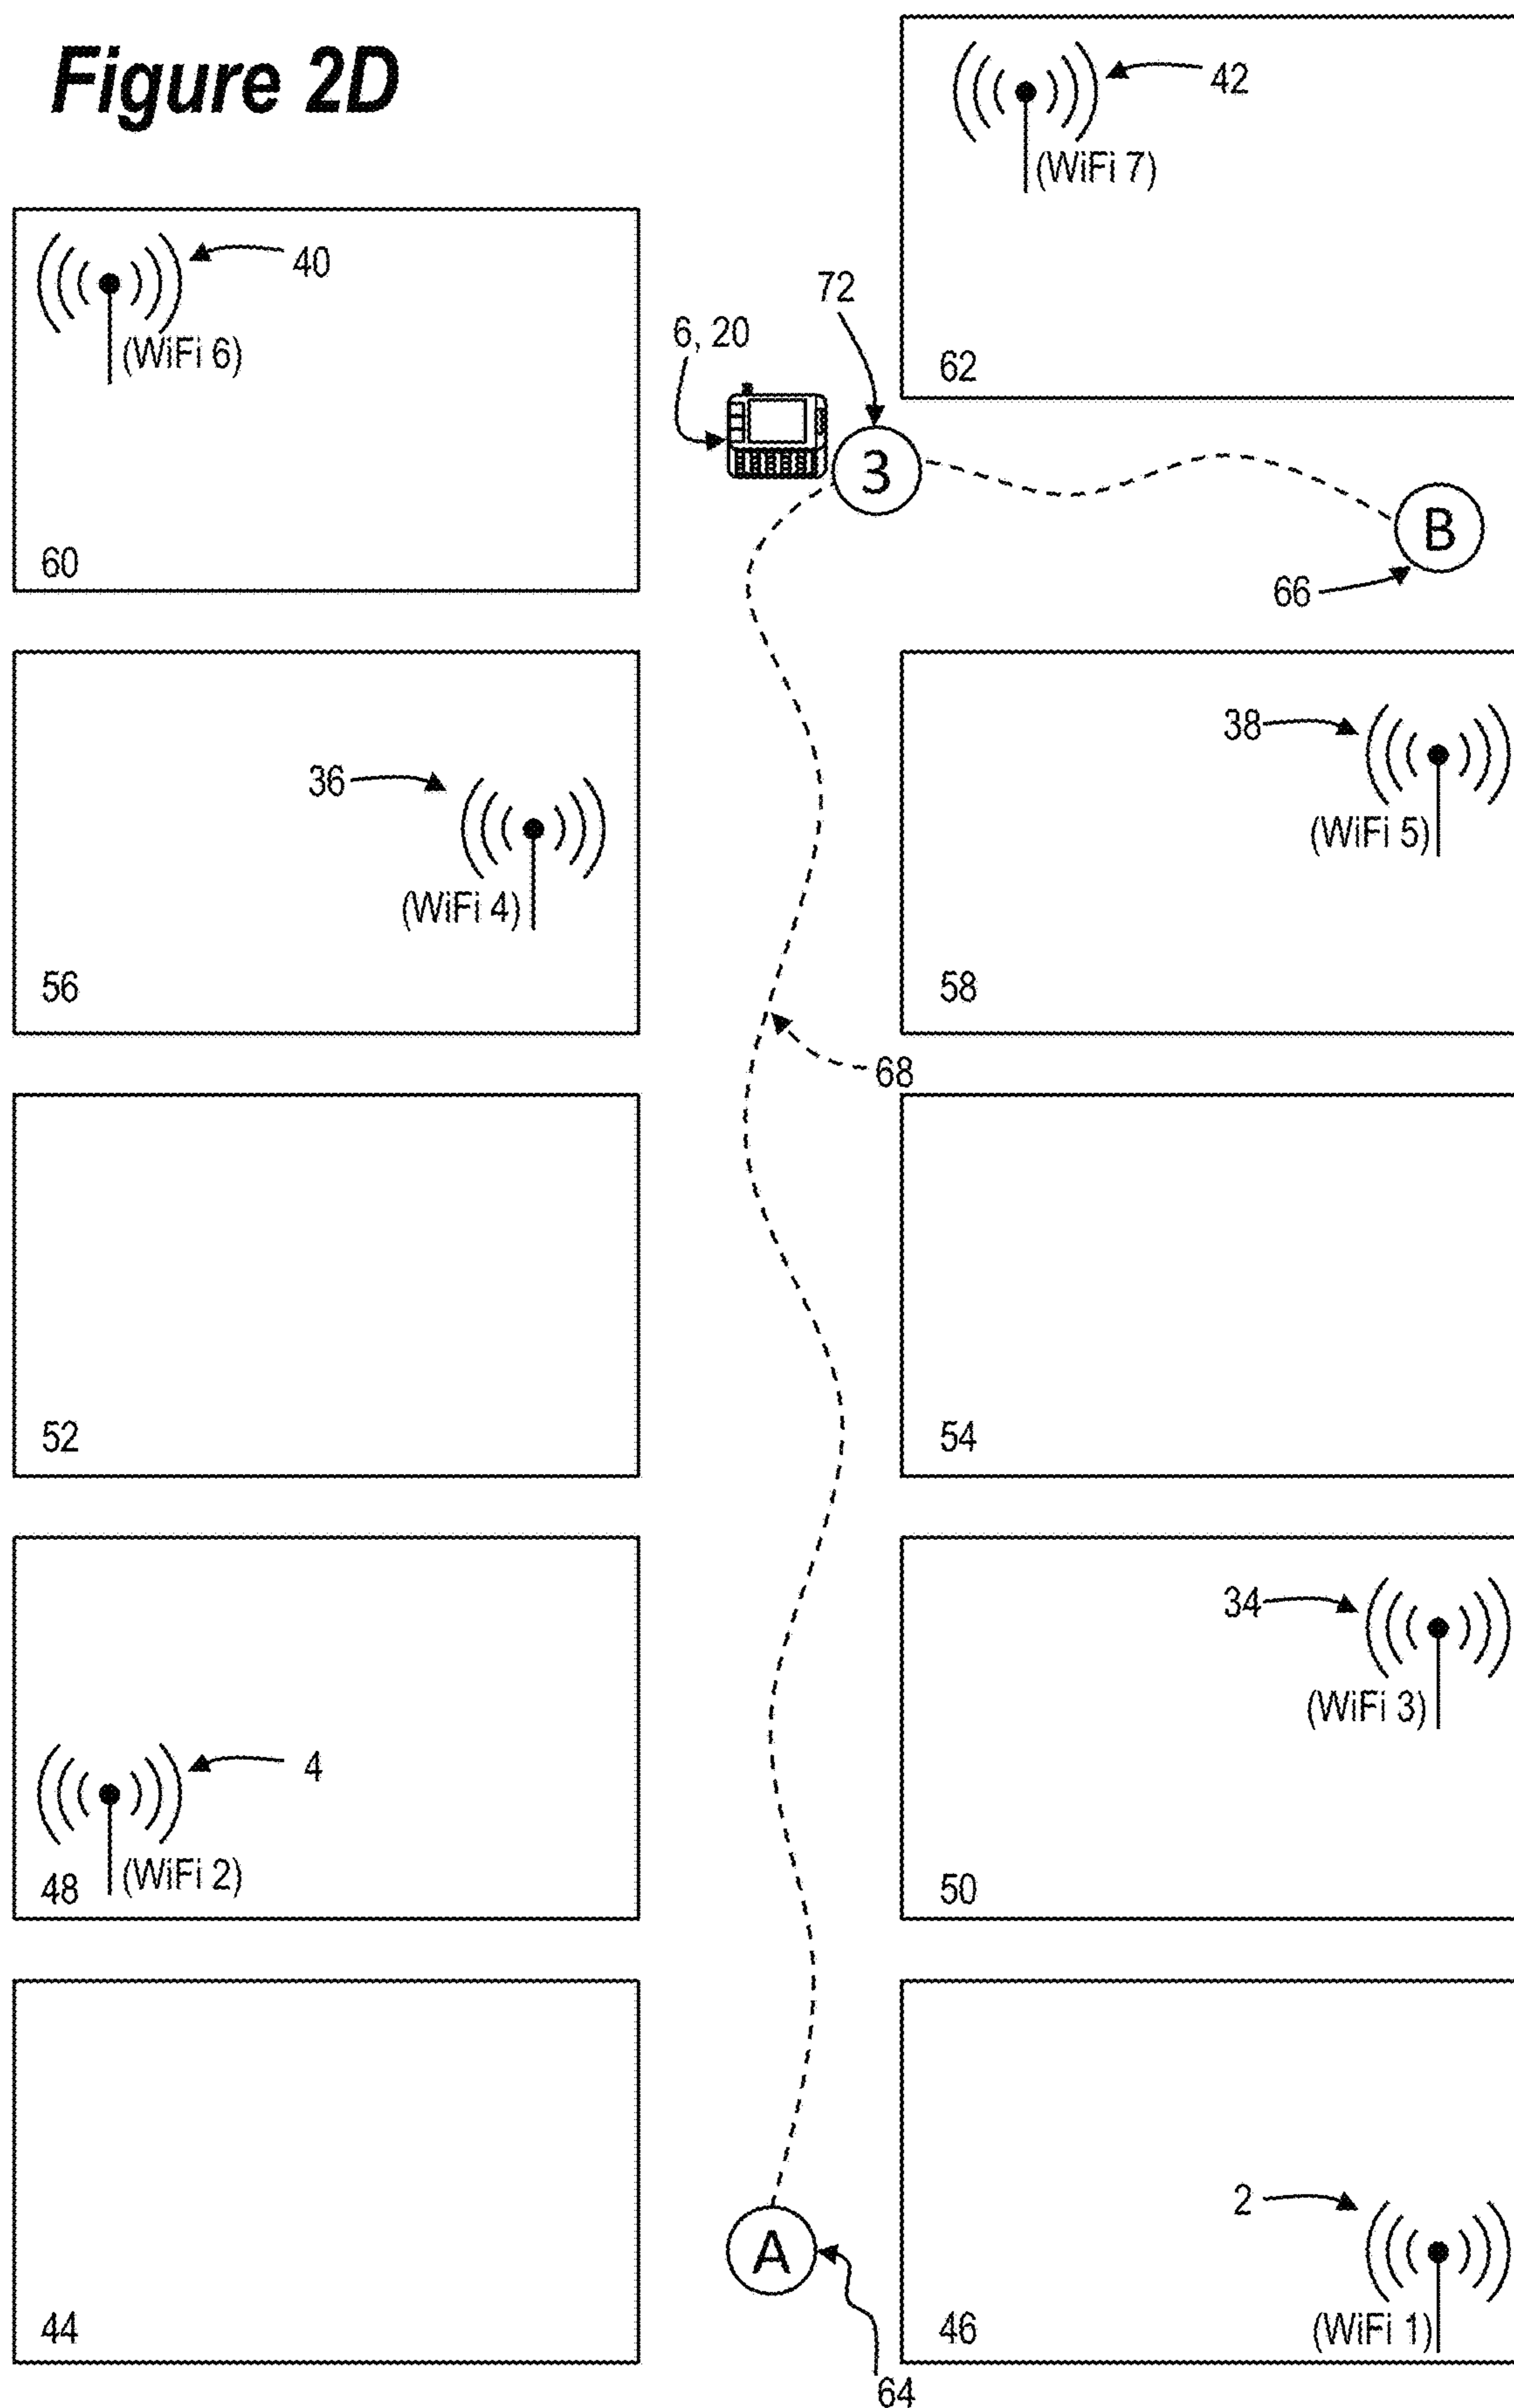 Figure 2D
42
(WiFi 7)
40
72
(WiFi 6)
6, 20
62
3
B
60
66
38
36
(WiFi 5)
(WiFi 4)
56
58
68
52
54
34
(WiFi 3)
4
48
(WiFi 2)
50
2
A
44
46
(WiFi 1)
64